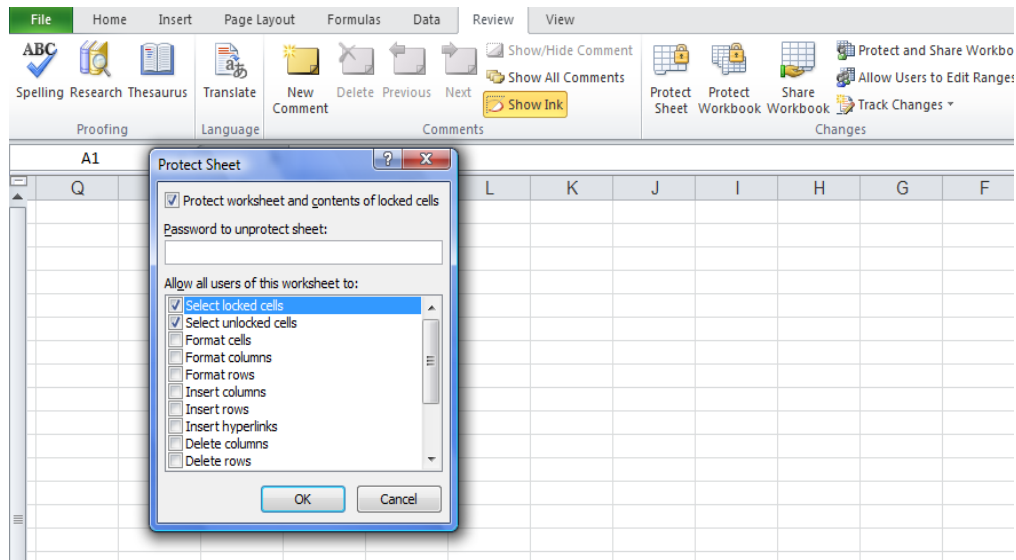 File Home Insert Page Layout Formulas Data Review View
ABC
Spelling Research Thesaurus
Proofing
Translate
Language
New Comment
Delete Previous Next
Show/Hide Comment
Show All Comments
Show Ink
Comments
Protect Sheet
Protect Workbook
Share Workbook
Protect and Share Workbo
Allow Users to Edit Ranges
Track Changes
Changes
A1
Q L K J I H G F
Protect Sheet
Protect worksheet and contents of locked cells
Password to unprotect sheet:
Allow all users of this worksheet to:
Select locked cells
Select unlocked cells
Format cells
Format columns
Format rows
Insert columns
Insert rows
Insert hyperlinks
Delete columns
Delete rows
OK Cancel